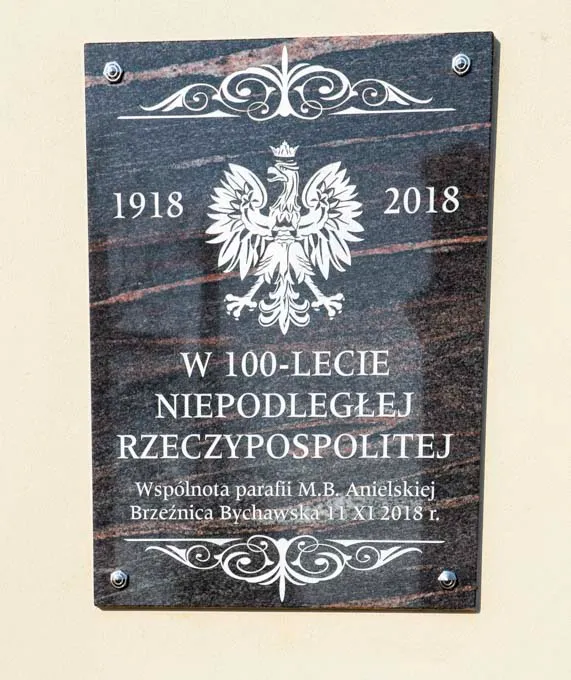 1918 2018
W 100-LECIE
NIEPODLEGŁEJ
RZECZYPOSPOLITEJ
Wspólnota parafii M.B. Anielskiej
Brzeźnica Bychawska 11 XI 2018 r.